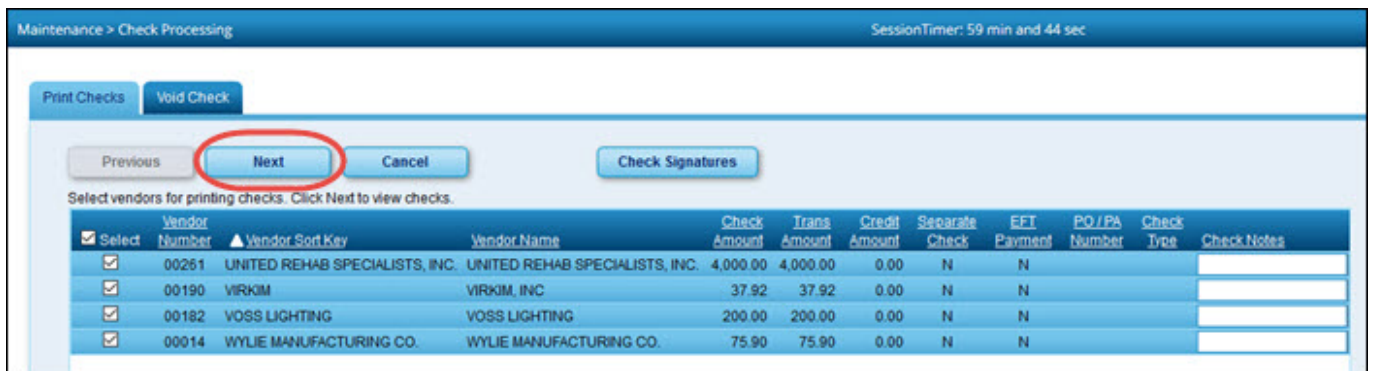 Maintenance > Check Processing SessionTimer: 59 min and 44 sec
Print Checks Void Check
Previous Next Cancel Check Signatures
Select vendors for printing checks. Click Next to view checks.
Select Vendor Number Vendor Sort Key Vendor Name Check Amount Trans Amount Credit Amount Separate Check EFT Payment PO / PA Number Check Type Check Notes
00261 UNITED REHAB SPECIALISTS, INC. UNITED REHAB SPECIALISTS, INC. 4,000.00 4,000.00 0.00 N N
00190 VIRKIM VIRKIM, INC 37.92 37.92 0.00 N N
00182 VOSS LIGHTING VOSS LIGHTING 200.00 200.00 0.00 N N
00014 WYLIE MANUFACTURING CO. WYLIE MANUFACTURING CO. 75.90 75.90 0.00 N N